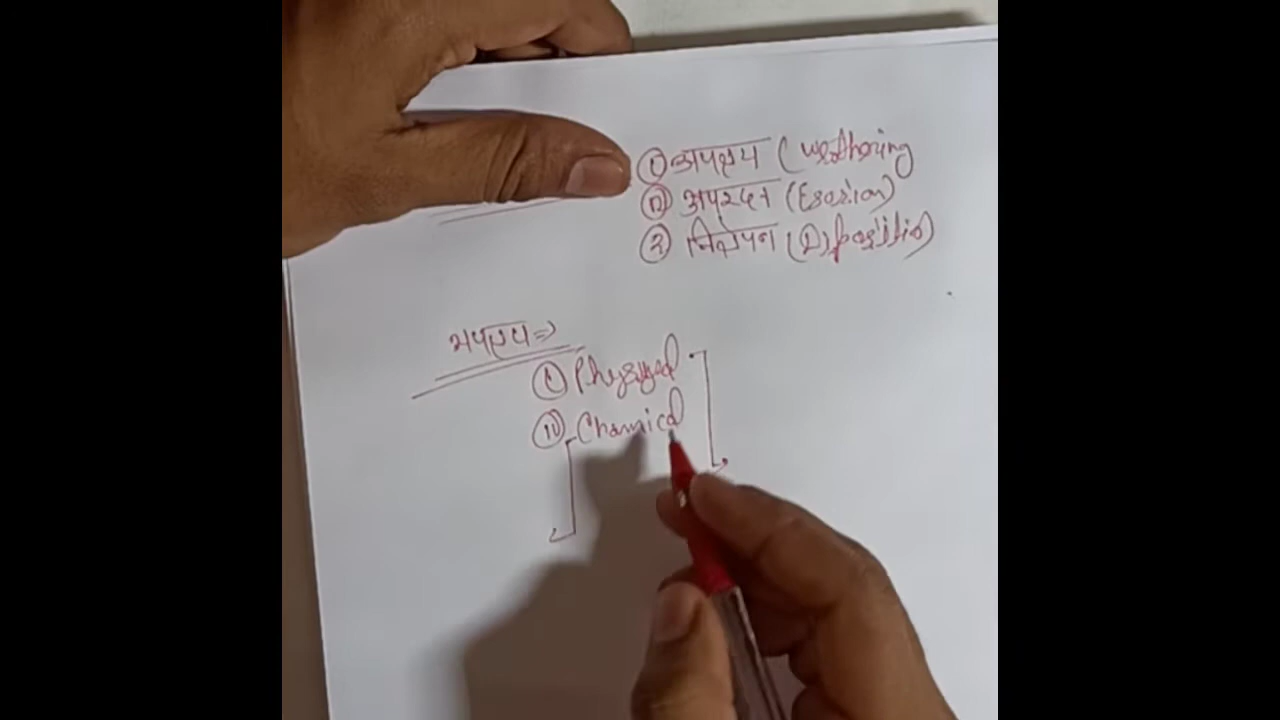 ① अपक्षय (Weathering
② अपरदन (Erosion)
③ निक्षेपण (Deposition)
अपक्षय ⇒
① Physical
② Chemical